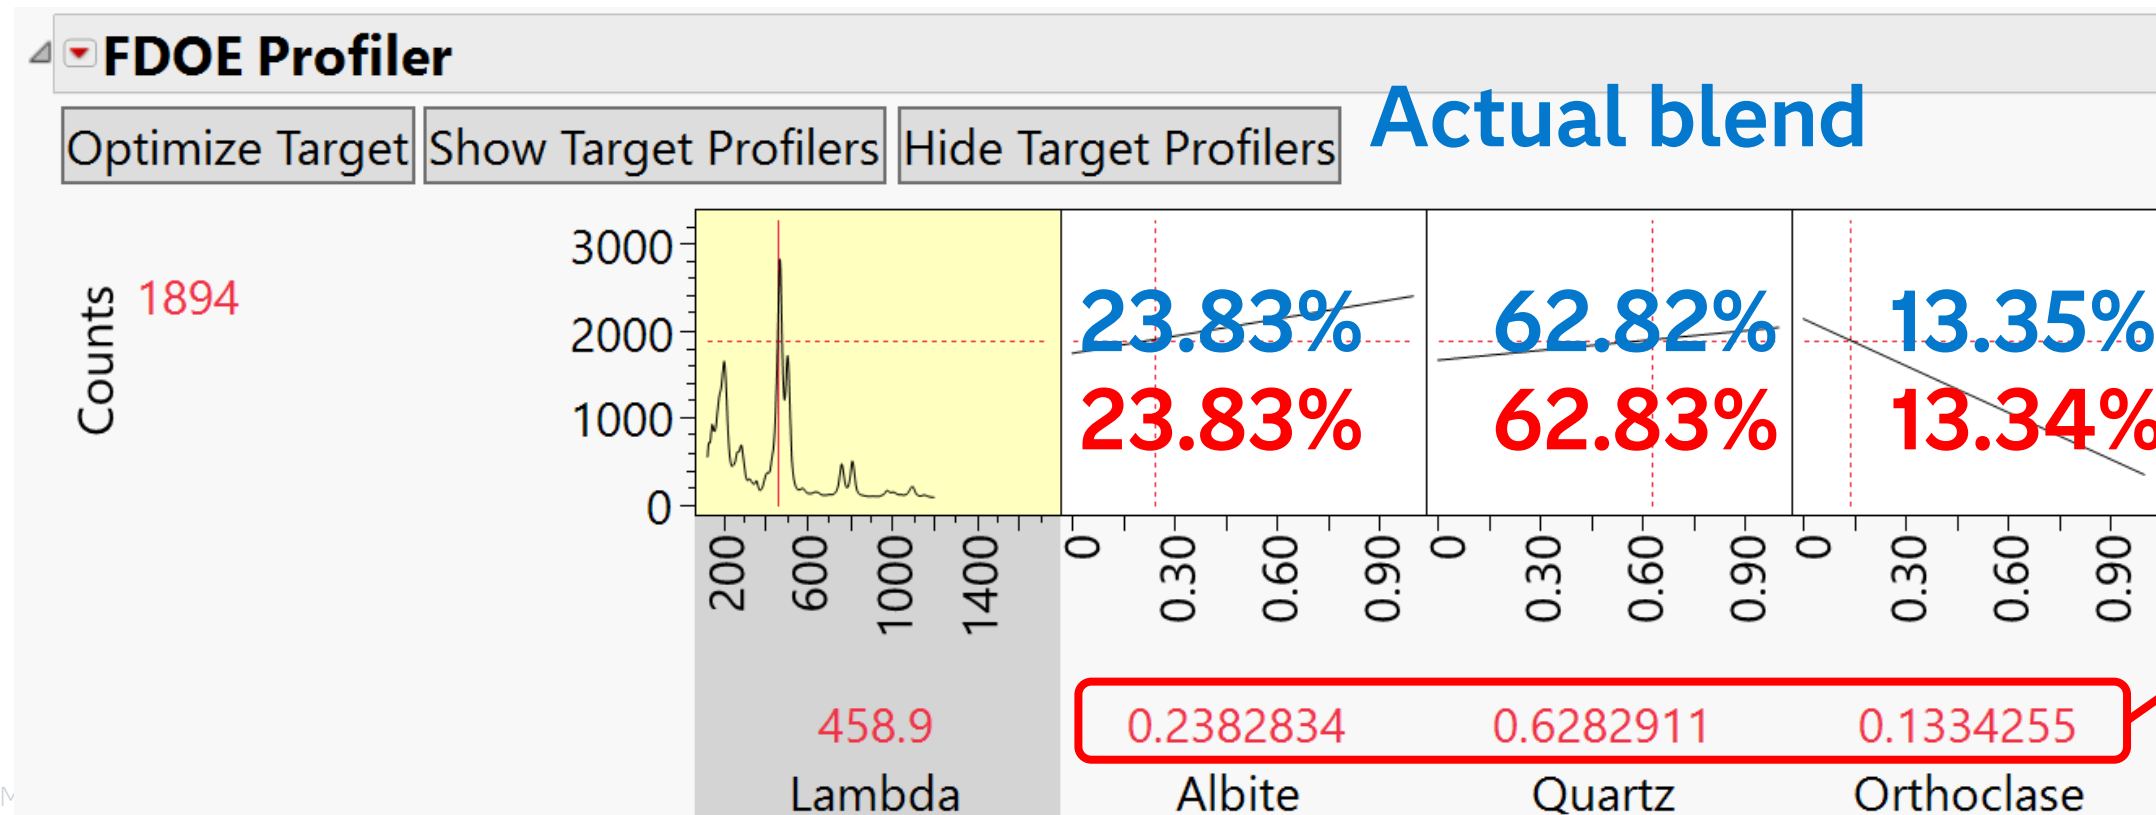 FDOE Profiler
Optimize Target Show Target Profilers Hide Target Profilers
Actual blend
Counts
1894
3000
2000
1000
0
23.83% 62.82% 13.35%
23.83% 62.83% 13.34%
200 600 1000 1400 0 0.30 0.60 0.90 0 0.30 0.60 0.90 0 0.30 0.60 0.90
458.9 0.2382834 0.6282911 0.1334255
Lambda Albite Quartz Orthoclase
M